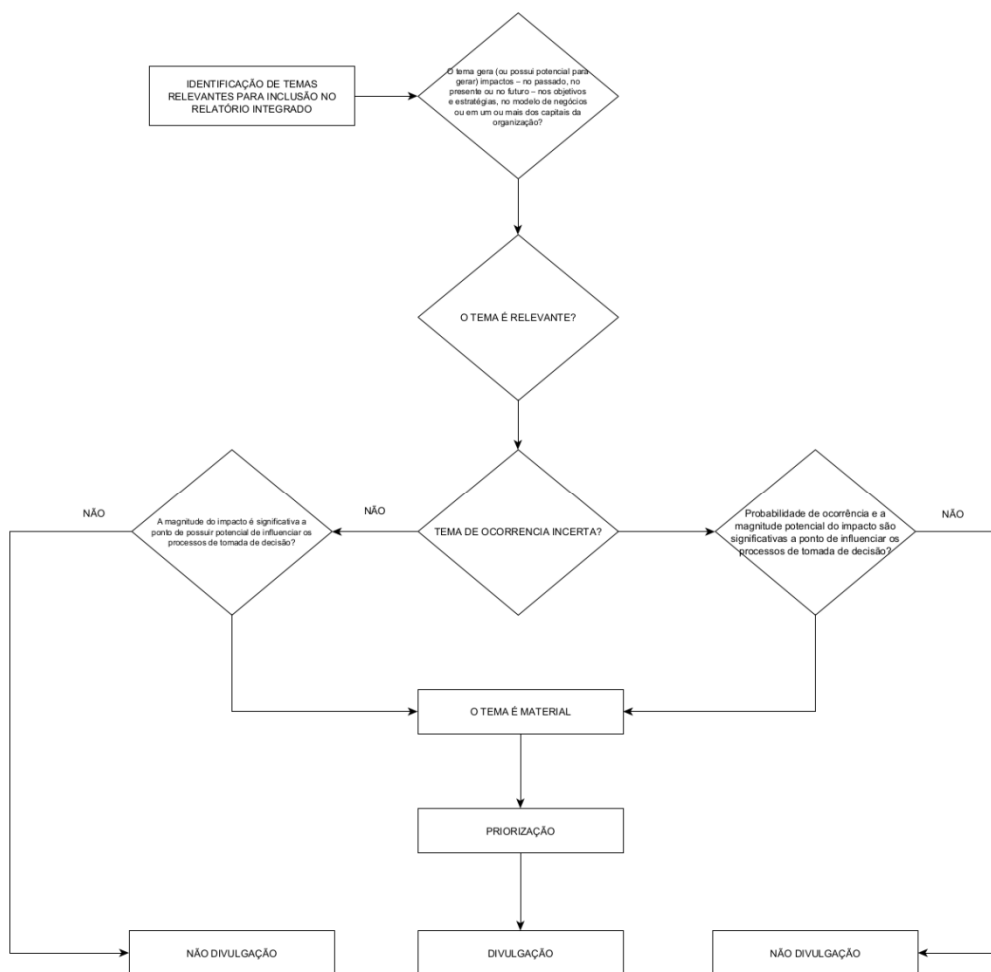 O tema gera (ou possui potencial para
gerar) impactos – no passado, no
presente ou no futuro – nos objetivos
e estratégias, no modelo de negócios
ou em um ou mais dos capitais da
organização?
IDENTIFICAÇÃO DE TEMAS
RELEVANTES PARA INCLUSÃO NO
RELATÓRIO INTEGRADO
O TEMA É RELEVANTE?
NÃO
A magnitude do impacto é significativa a
ponto de possuir potencial de influenciar os
processos de tomada de decisão?
NÃO
TEMA DE OCORRENCIA INCERTA?
Probabilidade de ocorrência e a
magnitude potencial do impacto são
significativas a ponto de influenciar os
processos de tomada de decisão?
NÃO
O TEMA É MATERIAL
PRIORIZAÇÃO
NÃO DIVULGAÇÃO
DIVULGAÇÃO
NÃO DIVULGAÇÃO